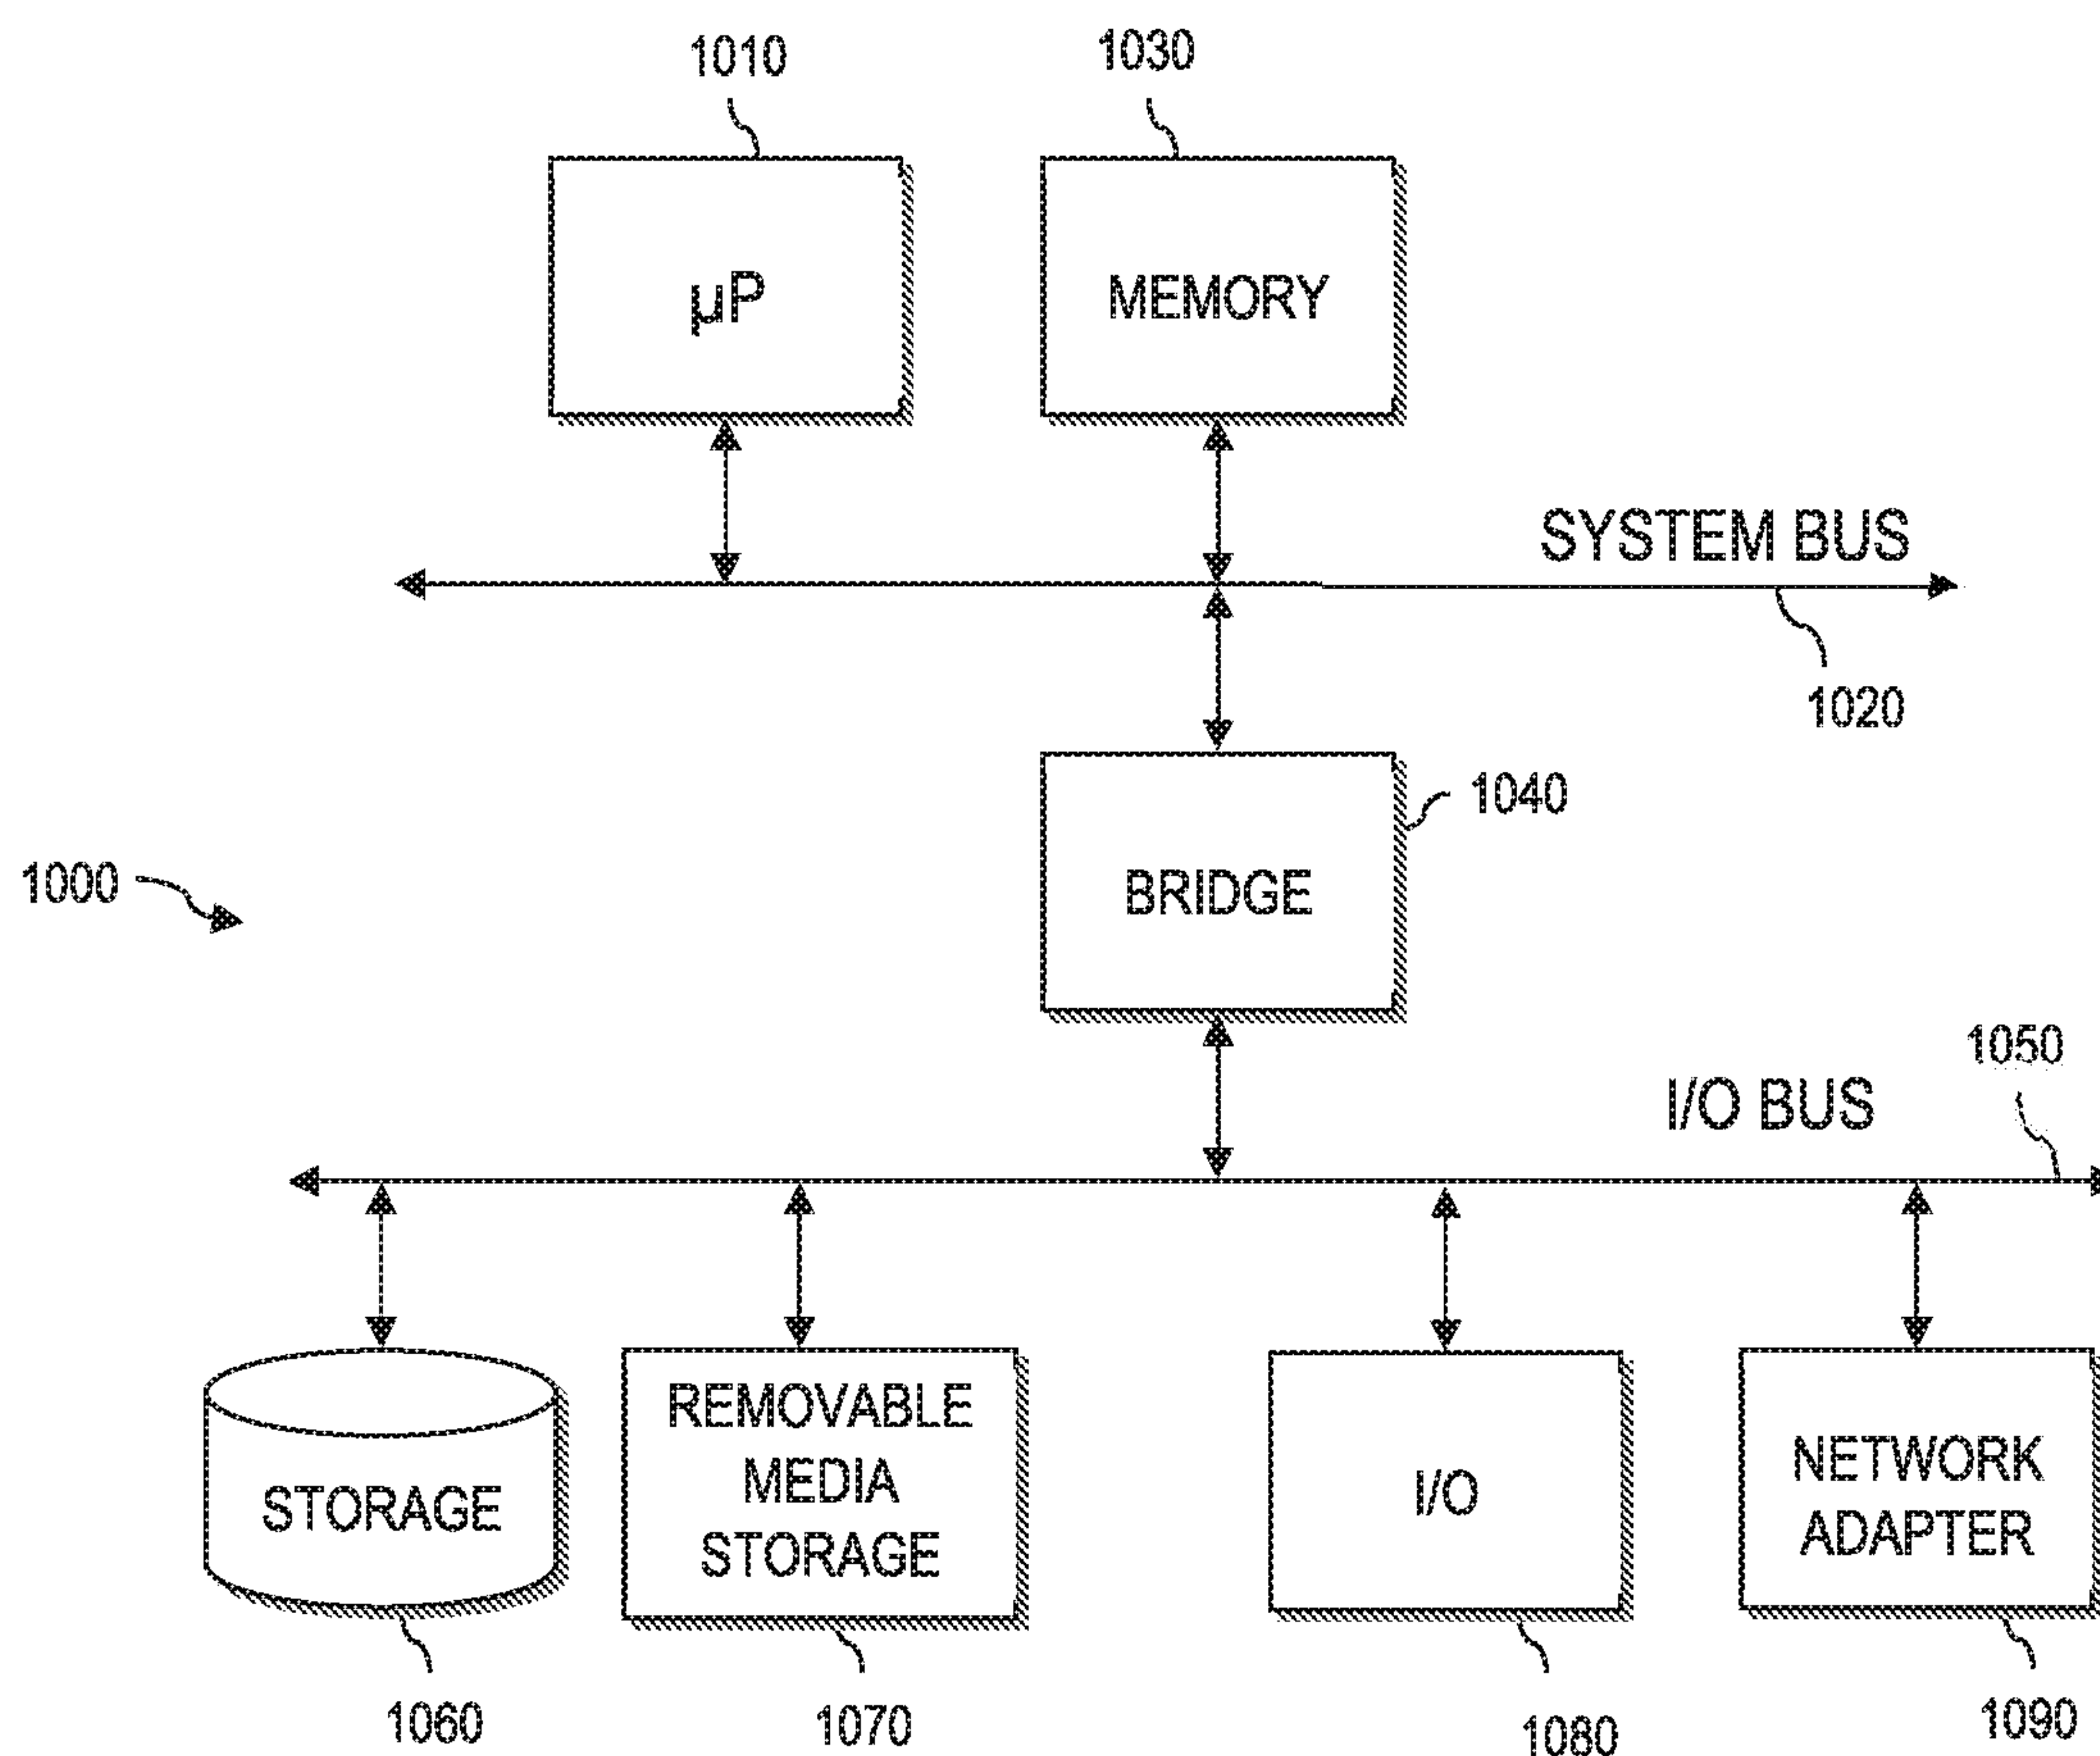 1010
1030
µP
MEMORY
SYSTEM BUS
1020
1040
BRIDGE
1000
1050
I/O BUS
STORAGE
REMOVABLE
MEDIA
STORAGE
I/O
NETWORK
ADAPTER
1060
1070
1080
1090